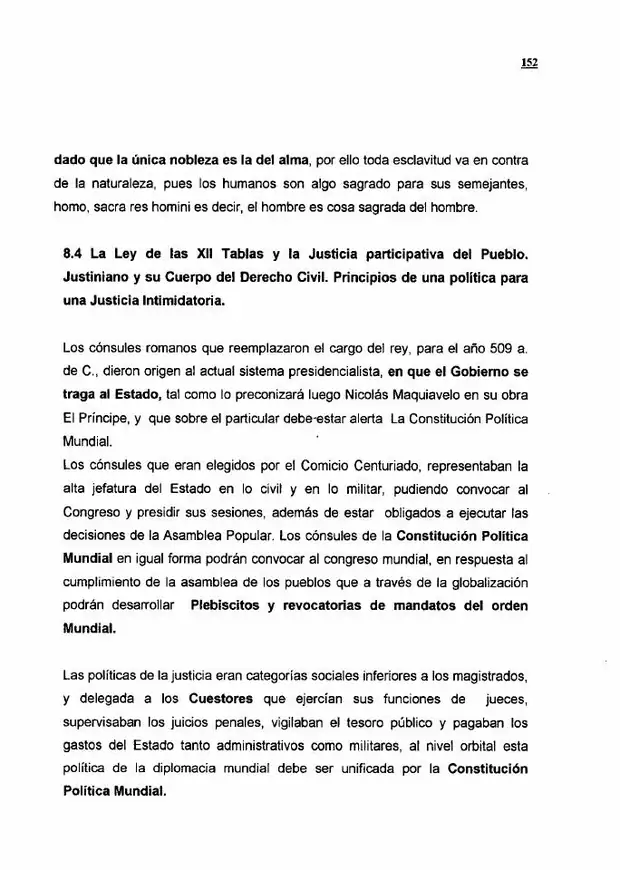 152
dado que la única nobleza es la del alma, por ello toda esclavitud va en contra
de la naturaleza, pues los humanos son algo sagrado para sus semejantes,
homo, sacra res homini es decir, el hombre es cosa sagrada del hombre.
8.4 La Ley de las XII Tablas y la Justicia participativa del Pueblo.
Justiniano y su Cuerpo del Derecho Civil. Principios de una política para
una Justicia Intimidatoria.
Los cónsules romanos que reemplazaron el cargo del rey, para el año 509 a.
de C., dieron origen al actual sistema presidencialista, en que el Gobierno se
traga al Estado, tal como lo preconizará luego Nicolás Maquiavelo en su obra
El Príncipe, y que sobre el particular debe-estar alerta La Constitución Política
Mundial.
Los cónsules que eran elegidos por el Comicio Centuriado, representaban la
alta jefatura del Estado en lo civil y en lo militar, pudiendo convocar al
Congreso y presidir sus sesiones, además de estar obligados a ejecutar las
decisiones de la Asamblea Popular. Los cónsules de la Constitución Política
Mundial en igual forma podrán convocar al congreso mundial, en respuesta al
cumplimiento de la asamblea de los pueblos que a través de la globalización
podrán desarrollar Plebiscitos y revocatorias de mandatos del orden
Mundial.
Las políticas de la justicia eran categorías sociales inferiores a los magistrados,
y delegada a los Cuestores que ejercían sus funciones de jueces,
supervisaban los juicios penales, vigilaban el tesoro público y pagaban los
gastos del Estado tanto administrativos como militares, al nivel orbital esta
política de la diplomacia mundial debe ser unificada por la Constitución
Política Mundial.